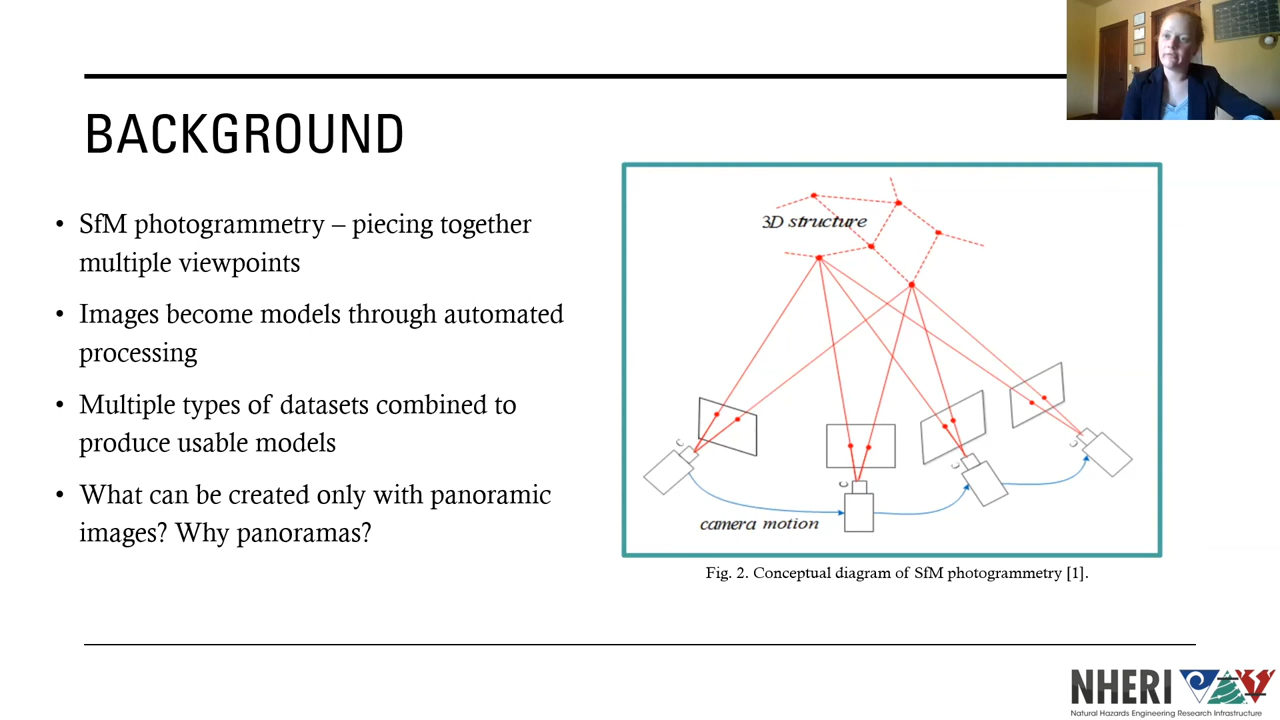 BACKGROUND
• SfM photogrammetry – piecing together
multiple viewpoints
• Images become models through automated
processing
• Multiple types of datasets combined to
produce usable models
• What can be created only with panoramic
images? Why panoramas?
3D structure
C
C
C
C
camera motion
Fig. 2. Conceptual diagram of SfM photogrammetry [1].
NHERI
Natural Hazards Engineering Research Infrastructure